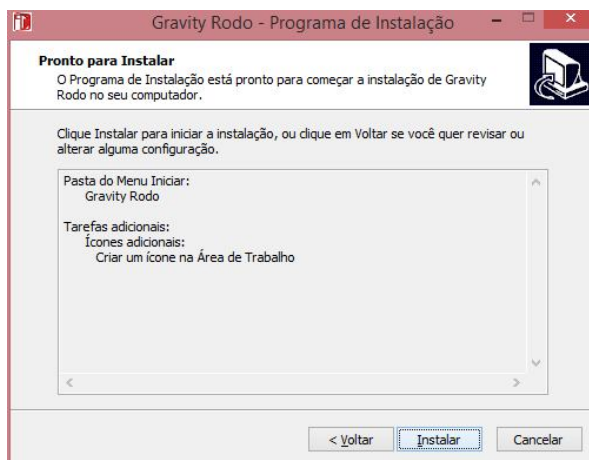 Gravity Rodo - Programa de Instalação
Pronto para Instalar
O Programa de Instalação está pronto para começar a instalação de Gravity
Rodo no seu computador.
Clique Instalar para iniciar a instalação, ou clique em Voltar se você quer revisar ou
alterar alguma configuração.
Pasta do Menu Iniciar:
Gravity Rodo
Tarefas adicionais:
Ícones adicionais:
Criar um ícone na Área de Trabalho
< Voltar
Instalar
Cancelar